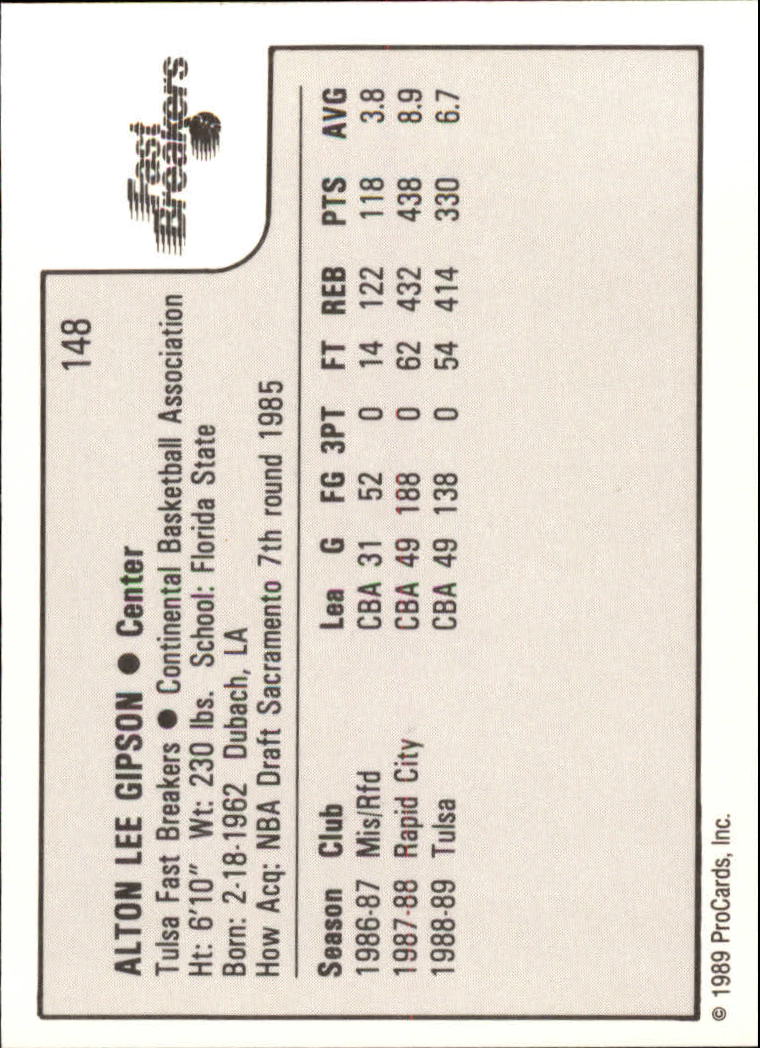 148
Fast
Breakers
ALTON LEE GIPSON ● Center
Tulsa Fast Breakers ● Continental Basketball Association
Ht: 6'10" Wt: 230 lbs. School: Florida State
Born: 2-18-1962 Dubach, LA
How Acq: NBA Draft Sacramento 7th round 1985
Season Club Lea G FG 3PT FT REB PTS AVG
1986-87 Mis/Rfd CBA 31 52 0 14 122 118 3.8
1987-88 Rapid City CBA 49 188 0 62 432 438 8.9
1988-89 Tulsa CBA 49 138 0 54 414 330 6.7
© 1989 ProCards, Inc.